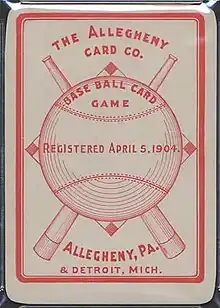 THE ALLEGHENY
CARD CO.
BASE BALL CARD
GAME
REGISTERED APRIL 5, 1904.
ALLEGHENY, PA.
& DETROIT, MICH.